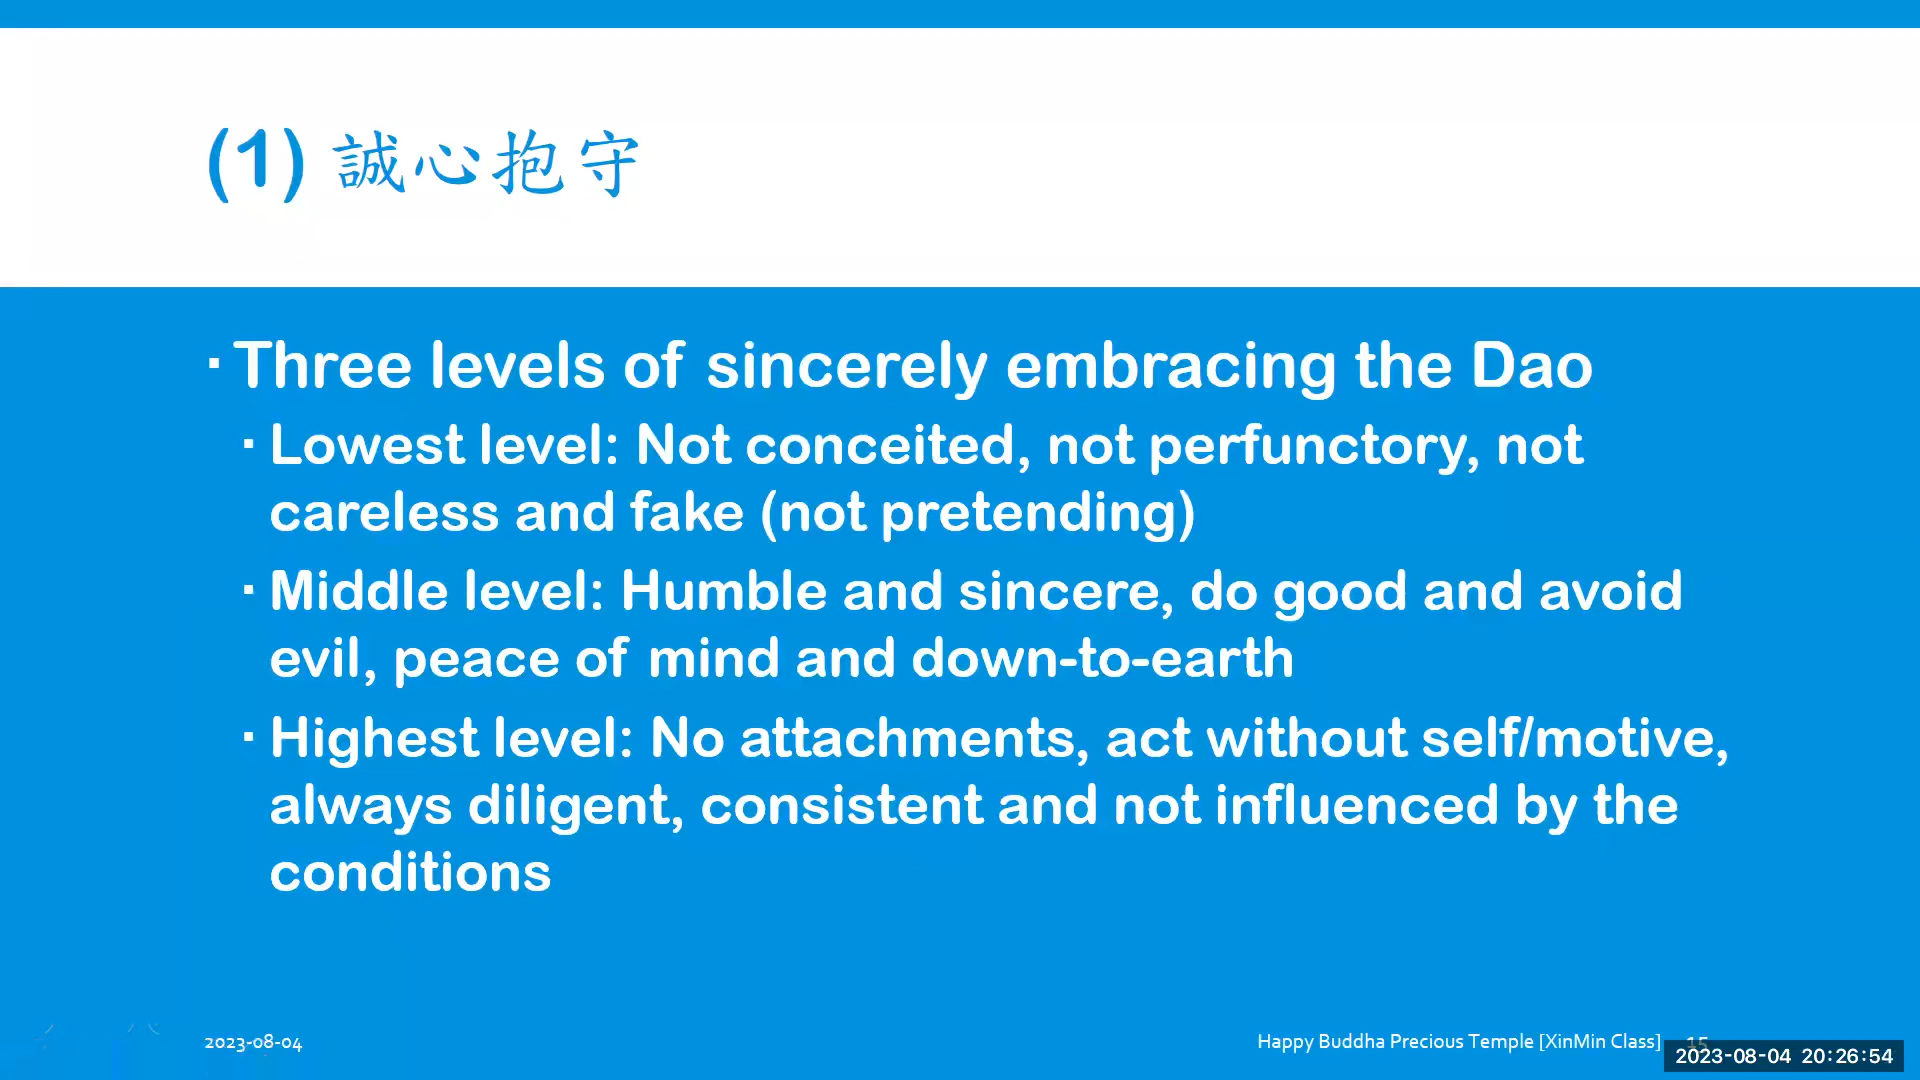 (1) 誠心抱守
▪ Three levels of sincerely embracing the Dao
▪ Lowest level: Not conceited, not perfunctory, not
careless and fake (not pretending)
▪ Middle level: Humble and sincere, do good and avoid
evil, peace of mind and down-to-earth
▪ Highest level: No attachments, act without self/motive,
always diligent, consistent and not influenced by the
conditions
2023-08-04
Happy Buddha Precious Temple [XinMin Class]
15
2023-08-04 20:26:54